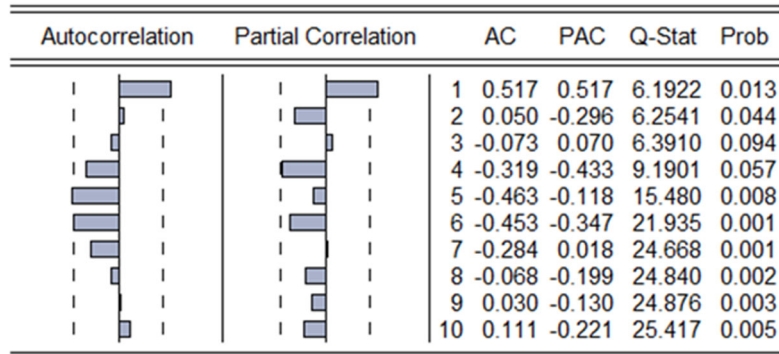 Autocorrelation Partial Correlation AC PAC Q-Stat Prob
1 0.517 0.517 6.1922 0.013
2 0.050 -0.296 6.2541 0.044
3 -0.073 0.070 6.3910 0.094
4 -0.319 -0.433 9.1901 0.057
5 -0.463 -0.118 15.480 0.008
6 -0.453 -0.347 21.935 0.001
7 -0.284 0.018 24.668 0.001
8 -0.068 -0.199 24.840 0.002
9 0.030 -0.130 24.876 0.003
10 0.111 -0.221 25.417 0.005